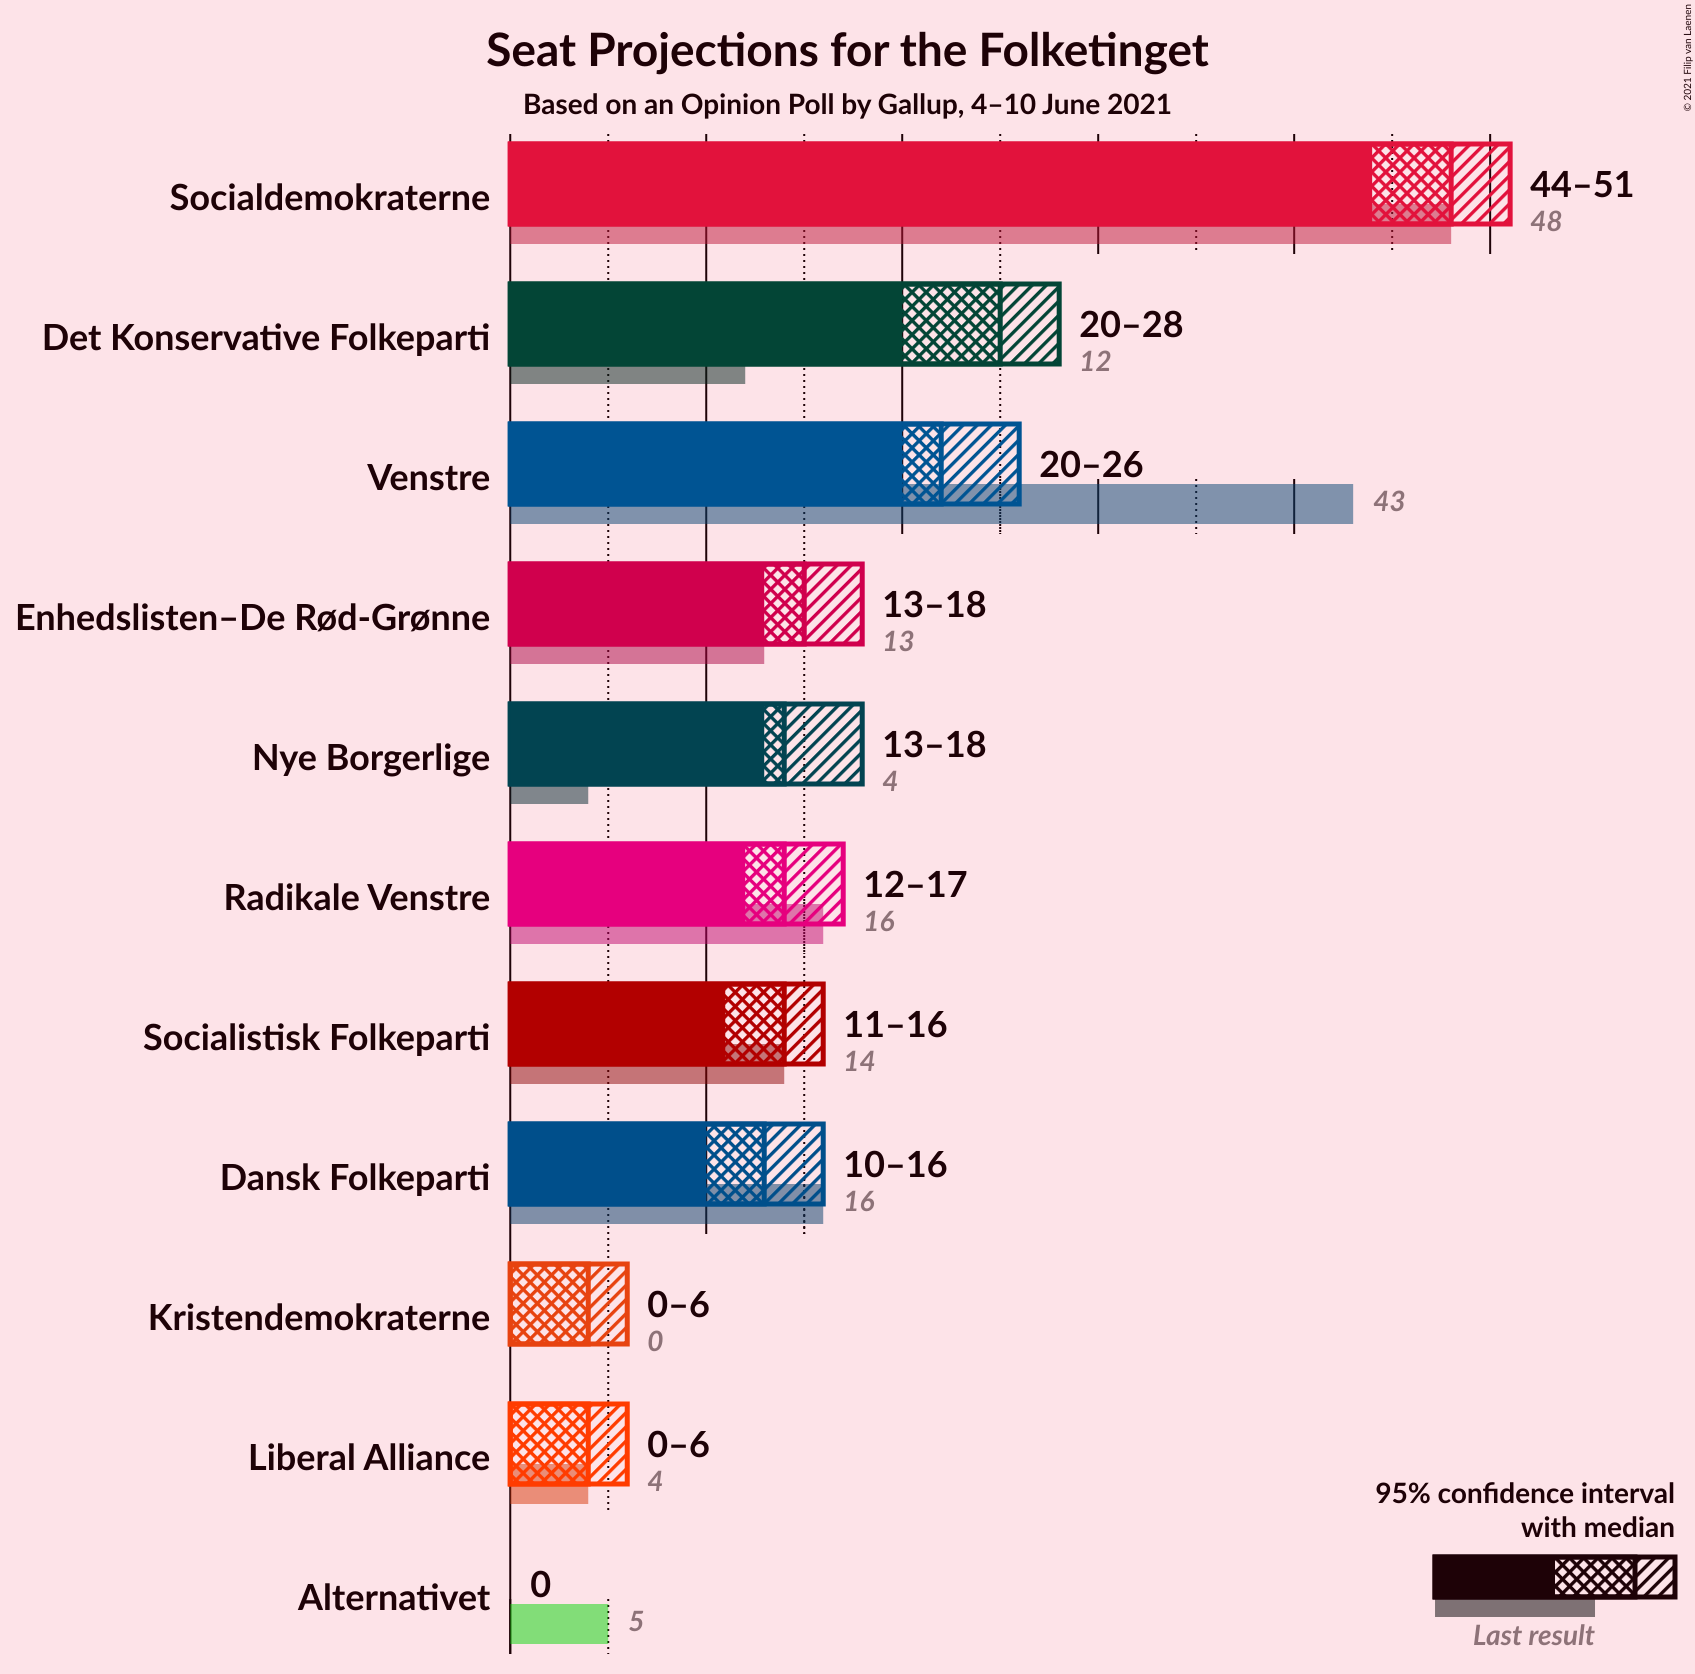 Seat Projections for the Folketinget
Based on an Opinion Poll by Gallup, 4–10 June 2021
© 2021 Filip van Laenen
Socialdemokraterne
44–51
48
Det Konservative Folkeparti
20–28
12
Venstre
20–26
43
Enhedslisten–De Rød-Grønne
13–18
13
Nye Borgerlige
13–18
4
Radikale Venstre
12–17
16
Socialistisk Folkeparti
11–16
14
Dansk Folkeparti
10–16
16
Kristendemokraterne
0–6
0
Liberal Alliance
0–6
4
Alternativet
0
5
95% confidence interval
with median
Last result